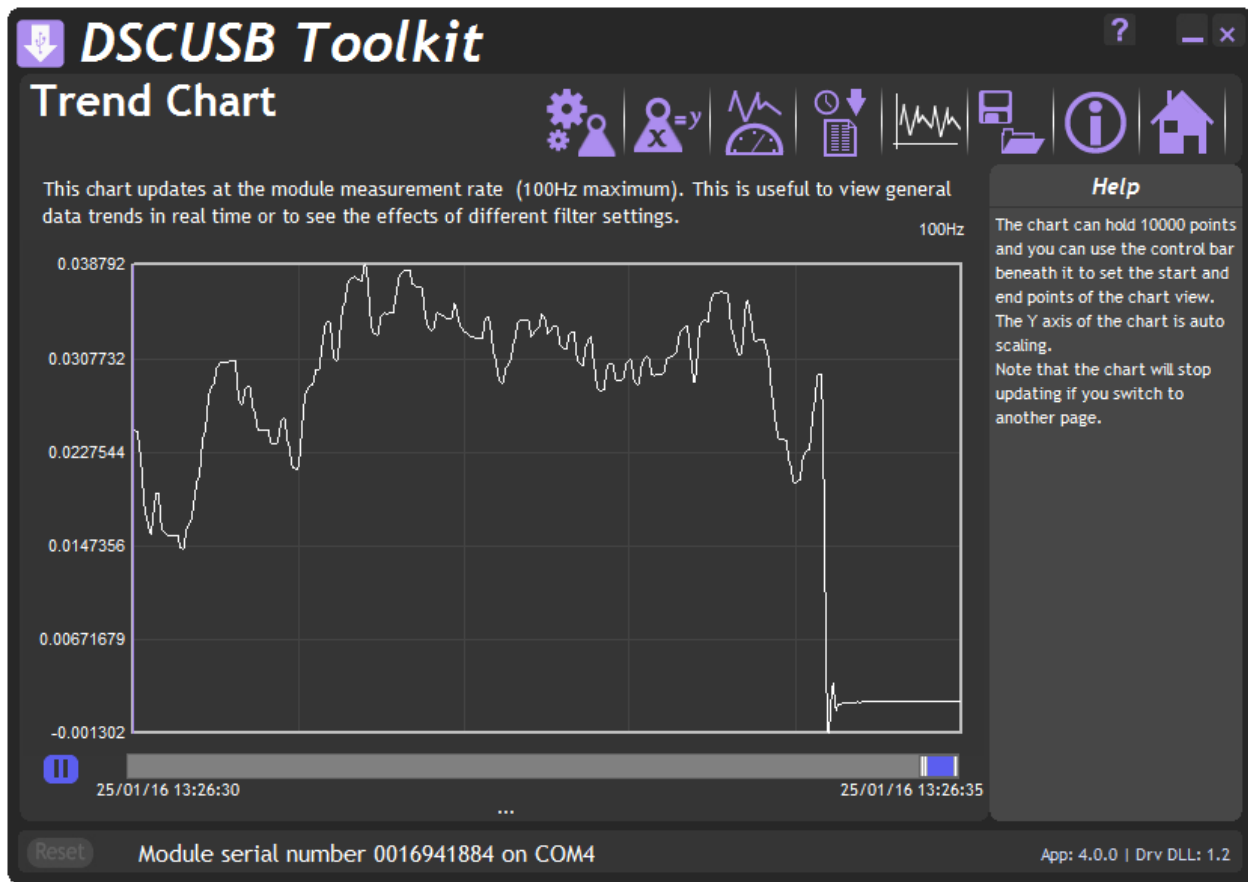 DSCUSB Toolkit
?
Trend Chart
x
=y
This chart updates at the module measurement rate (100Hz maximum). This is useful to view general
data trends in real time or to see the effects of different filter settings.
100Hz
0.038792
0.0307732
0.0227544
0.0147356
0.00671679
-0.001302
25/01/16 13:26:30
25/01/16 13:26:35
...
Help
The chart can hold 10000 points
and you can use the control bar
beneath it to set the start and
end points of the chart view.
The Y axis of the chart is auto
scaling.
Note that the chart will stop
updating if you switch to
another page.
Reset
Module serial number 0016941884 on COM4
App: 4.0.0 | Drv DLL: 1.2